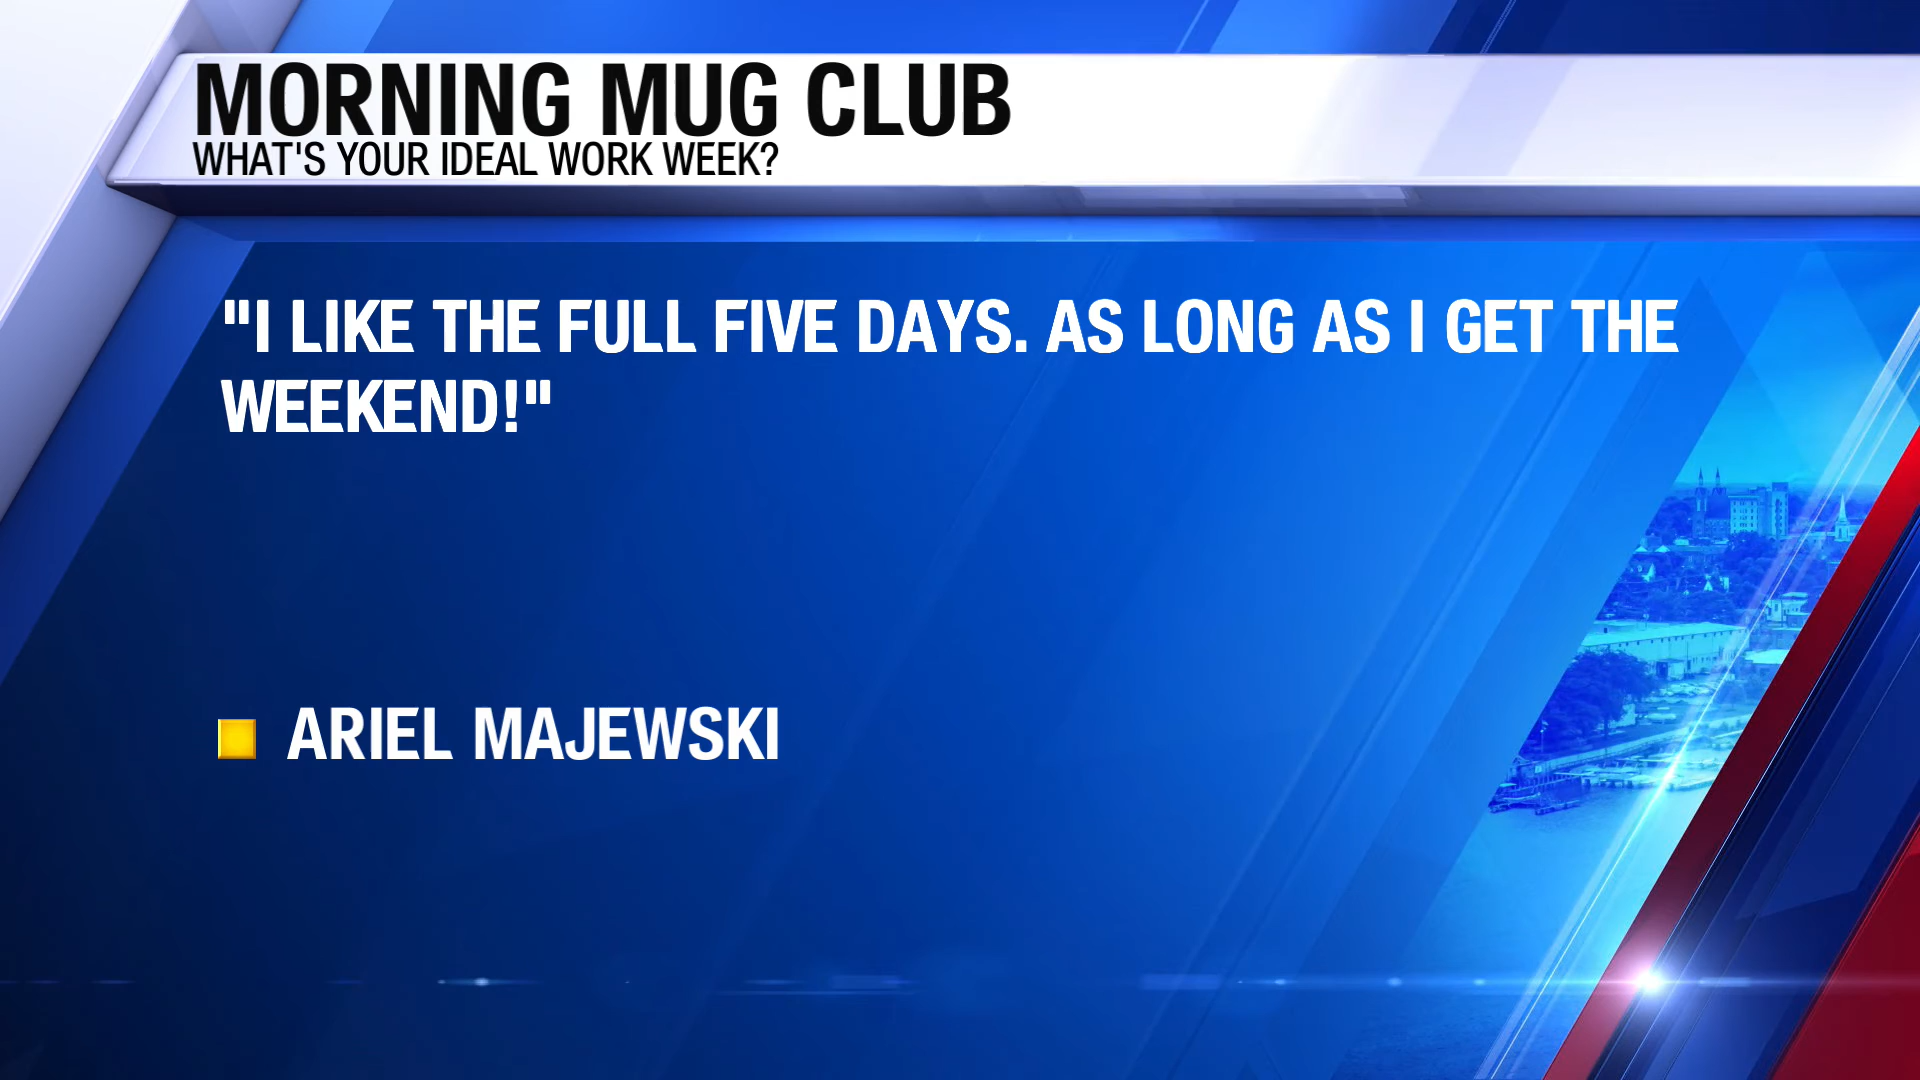 MORNING MUG CLUB
WHAT'S YOUR IDEAL WORK WEEK?
"I LIKE THE FULL FIVE DAYS. AS LONG AS I GET THE
WEEKEND!"
ARIEL MAJEWSKI